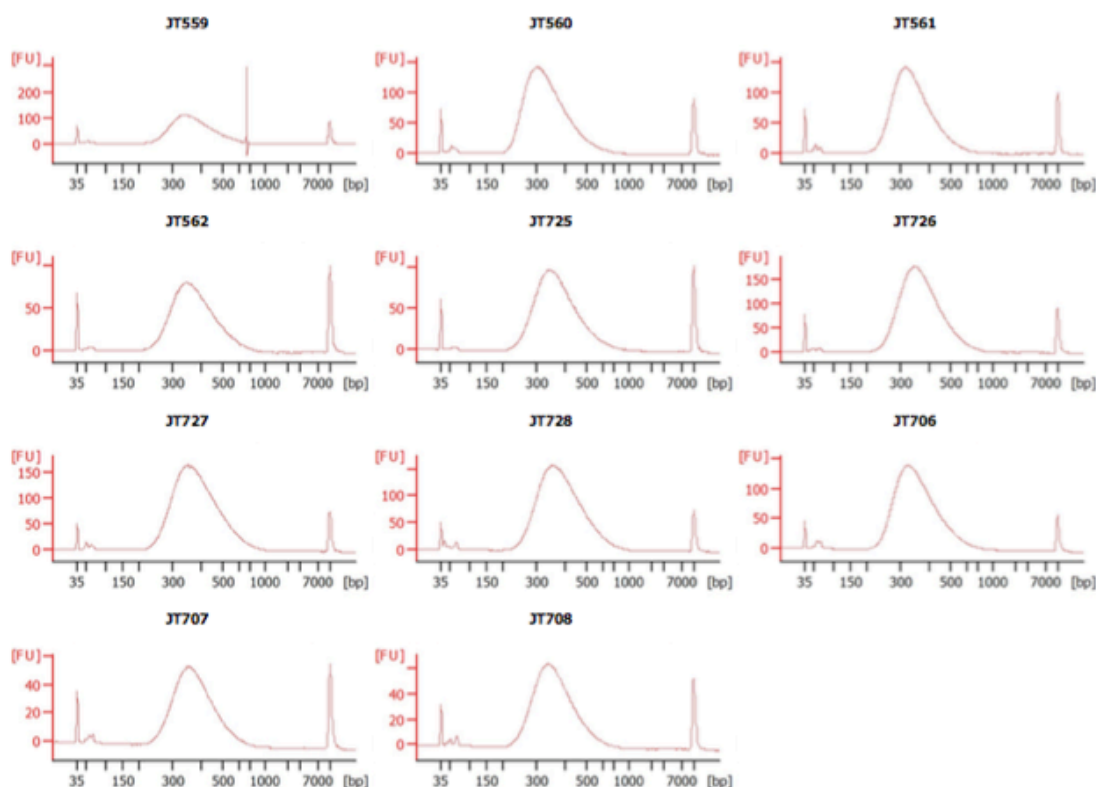 JT559 JT560 JT561
[FU] [FU] [FU]
200 100 100
100 50 50
0 0 0
35 150 300 500 1000 7000 [bp] 35 150 300 500 1000 7000 [bp] 35 150 300 500 1000 7000 [bp]
JT562 JT725 JT726
[FU] [FU] [FU]
150
50 50 100
50
0 0 0
35 150 300 500 1000 7000 [bp] 35 150 300 500 1000 7000 [bp] 35 150 300 500 1000 7000 [bp]
JT727 JT728 JT706
[FU] [FU] [FU]
150
100 100 100
50 50 50
0 0 0
35 150 300 500 1000 7000 [bp] 35 150 300 500 1000 7000 [bp] 35 150 300 500 1000 7000 [bp]
JT707 JT708
[FU] [FU]
40 40
20 20
0 0
35 150 300 500 1000 7000 [bp] 35 150 300 500 1000 7000 [bp]